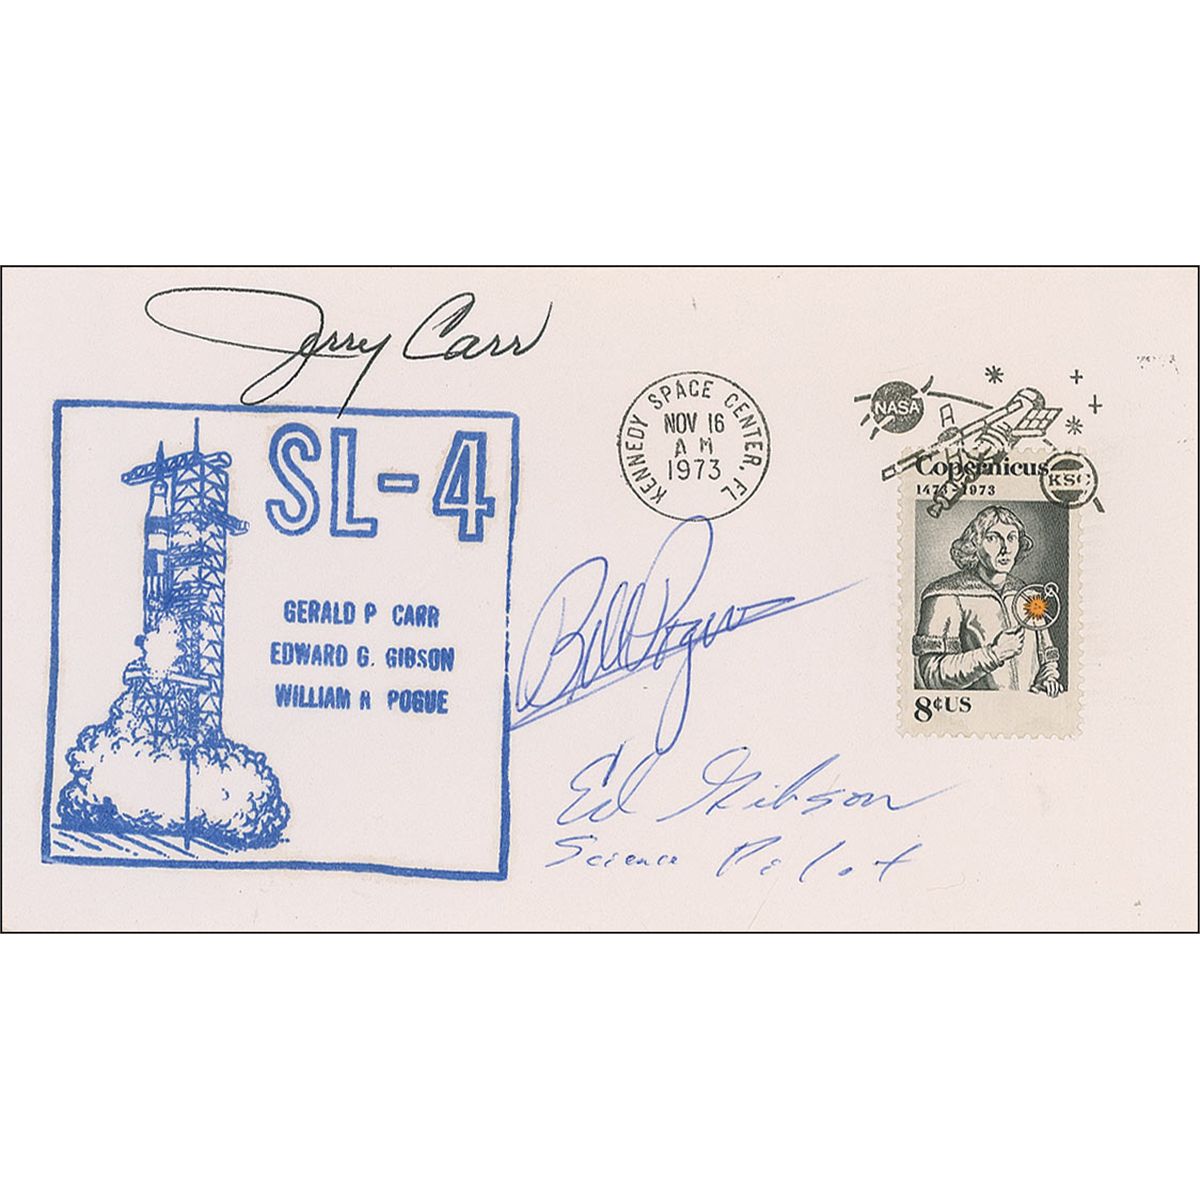 Jerry Carr
SL-4
GERALD P CARR
EDWARD G. GIBSON
WILLIAM R POGUE
KENNEDY SPACE CENTER, FL
NOV 16
AM
1973
NASA
KSC
Copernicus
1473-1973
8¢US
Bill Pogue
Ed Gibson
Science Pilot